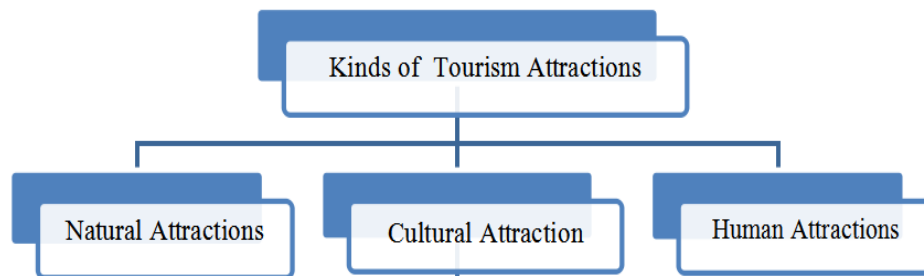 Kinds of Tourism Attractions
Natural Attractions
Cultural Attraction
Human Attractions